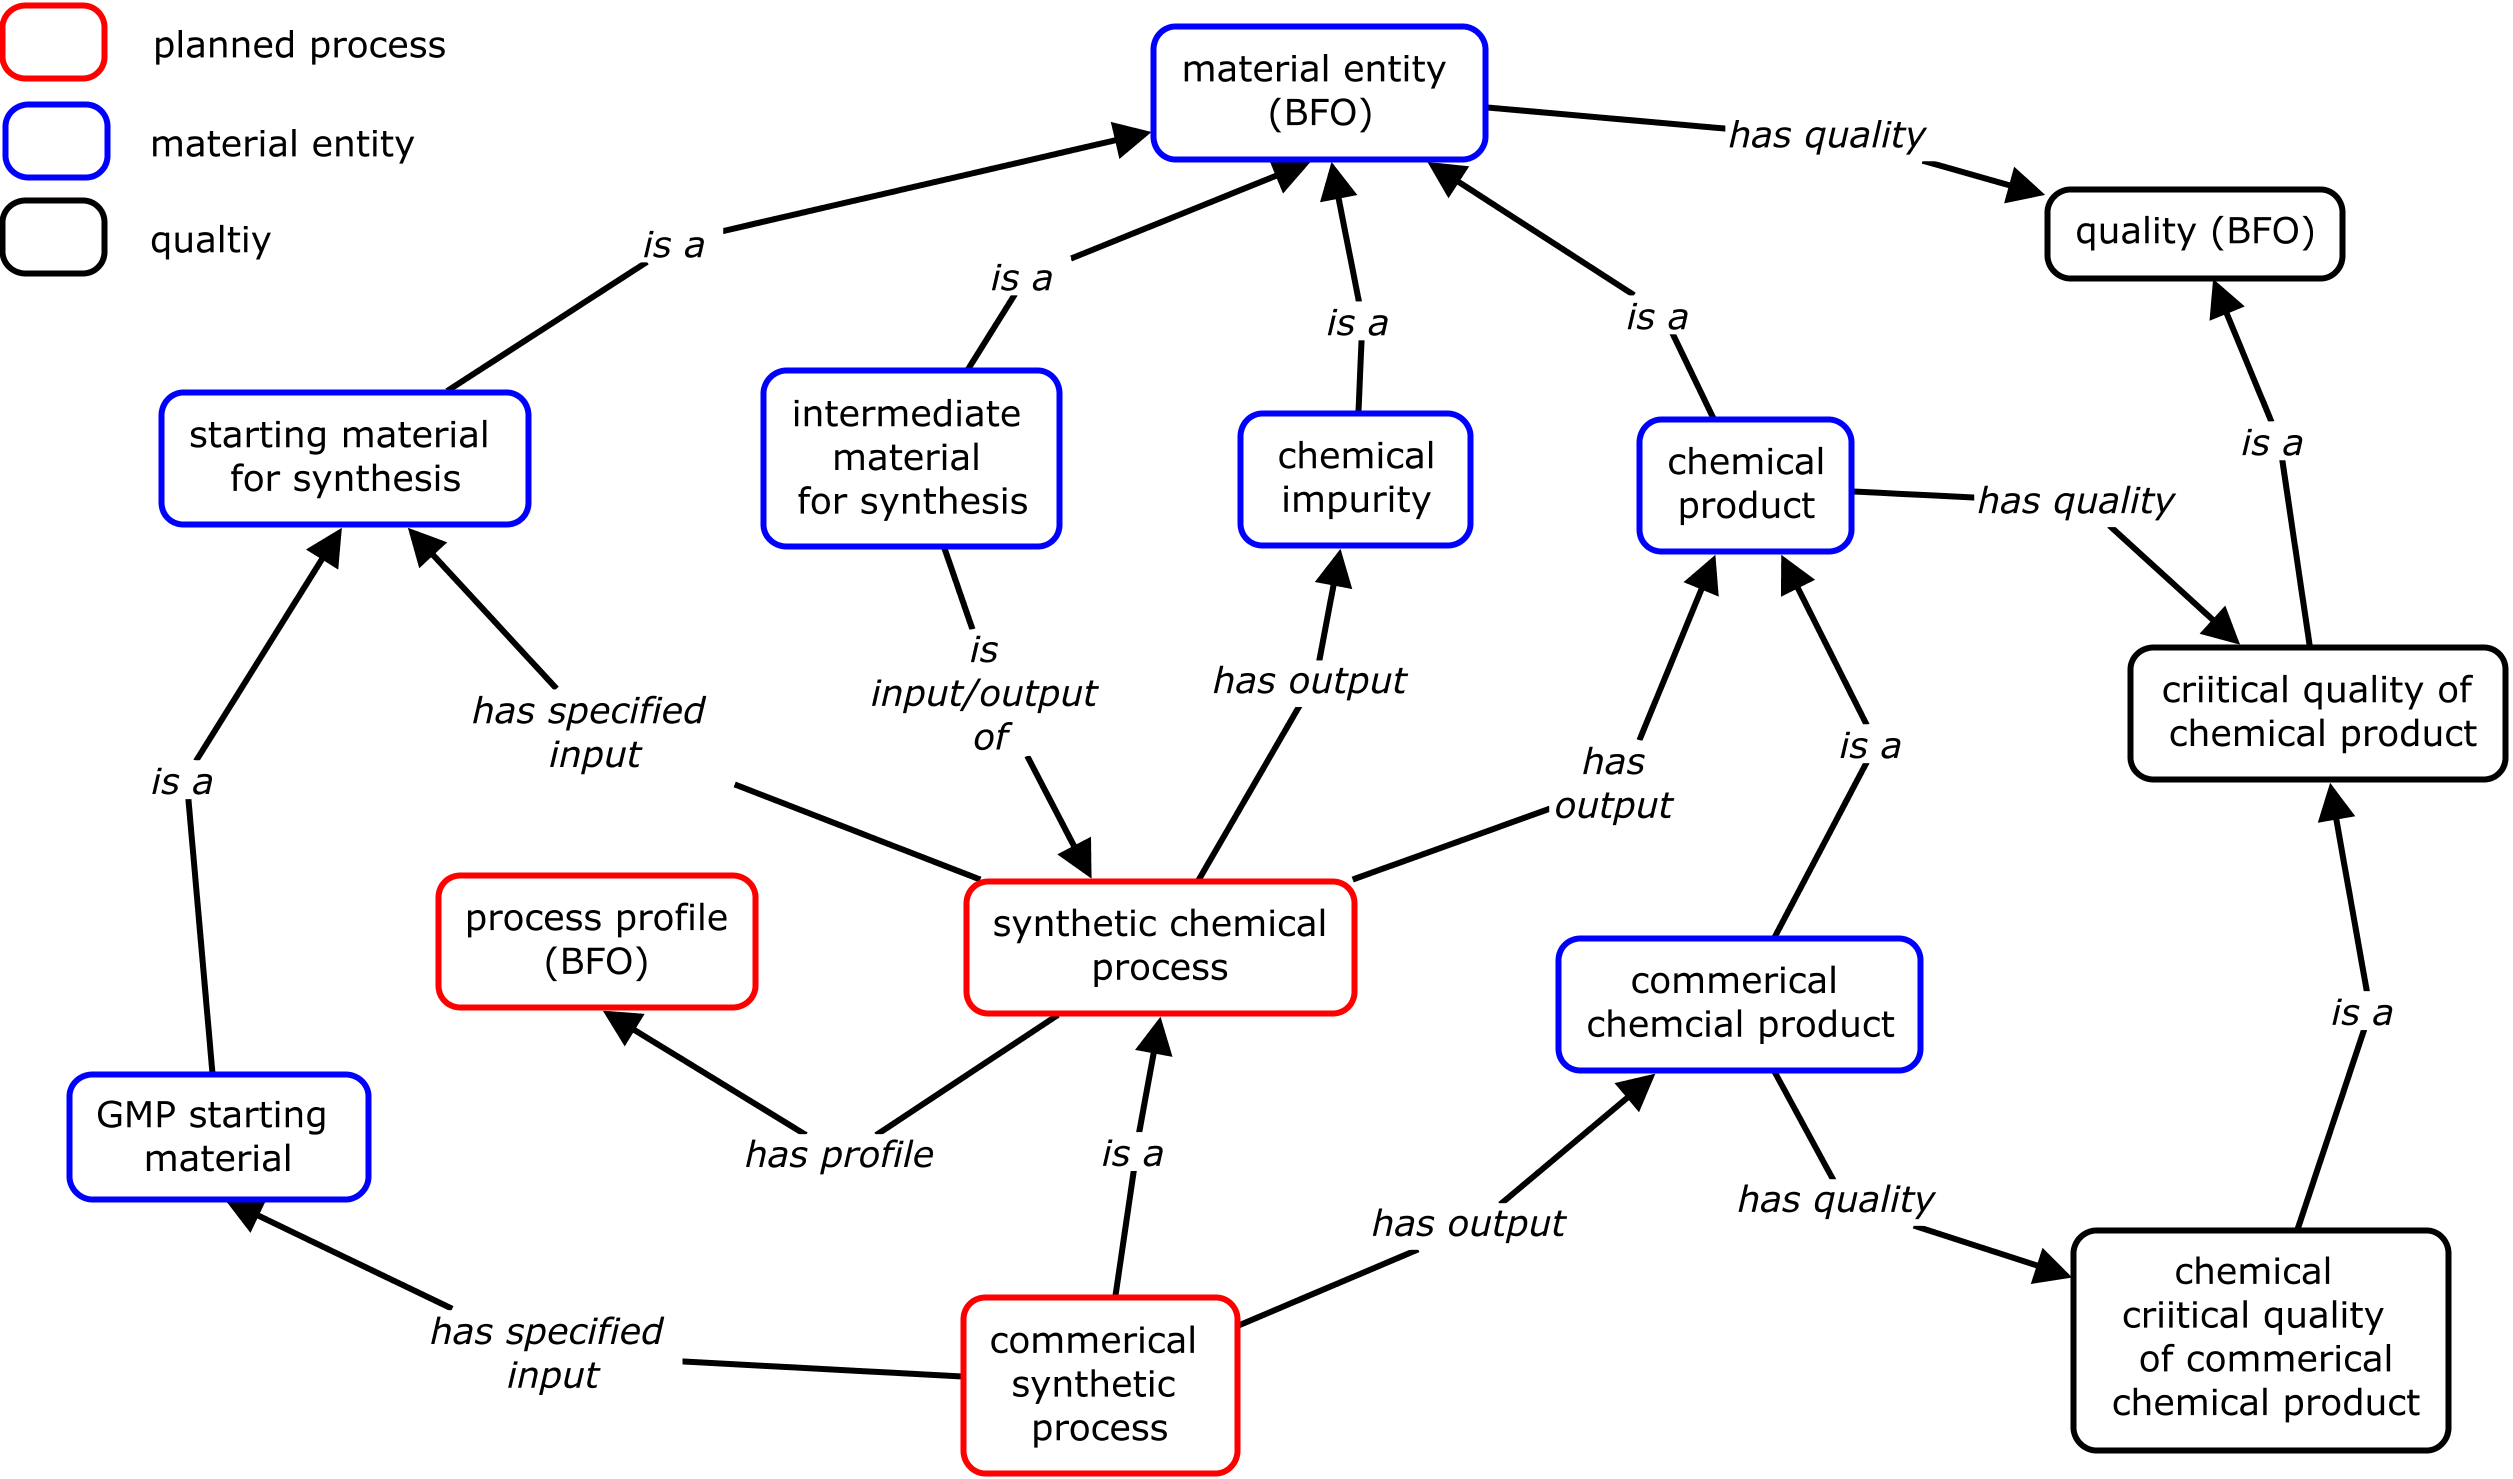 planned process
material entity
qualtiy
material entity
(BFO)
has quality
quality (BFO)
is a
is a
is a
is a
is a
starting material
for synthesis
intermediate
material
for synthesis
chemical
impurity
chemical
product
has quality
has specified
input
is
input/output
of
has output
has
output
is a
criitical quality of
chemical product
is a
process profile
(BFO)
synthetic chemical
process
commerical
chemcial product
is a
GMP starting
material
has profile
is a
has output
has quality
has specified
input
commerical
synthetic
process
chemical
criitical quality
of commerical
chemical product